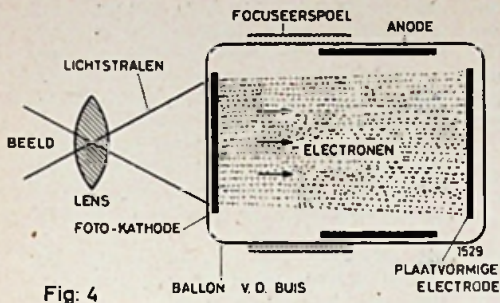 FOCUSEERSPOEL
ANODE
LICHTSTRALEN
BEELD
ELECTRONEN
LENS
FOTO-KATHODE
1529
PLAATVORMIGE
ELECTRODE
BALLON V. D. BUIS
Fig: 4